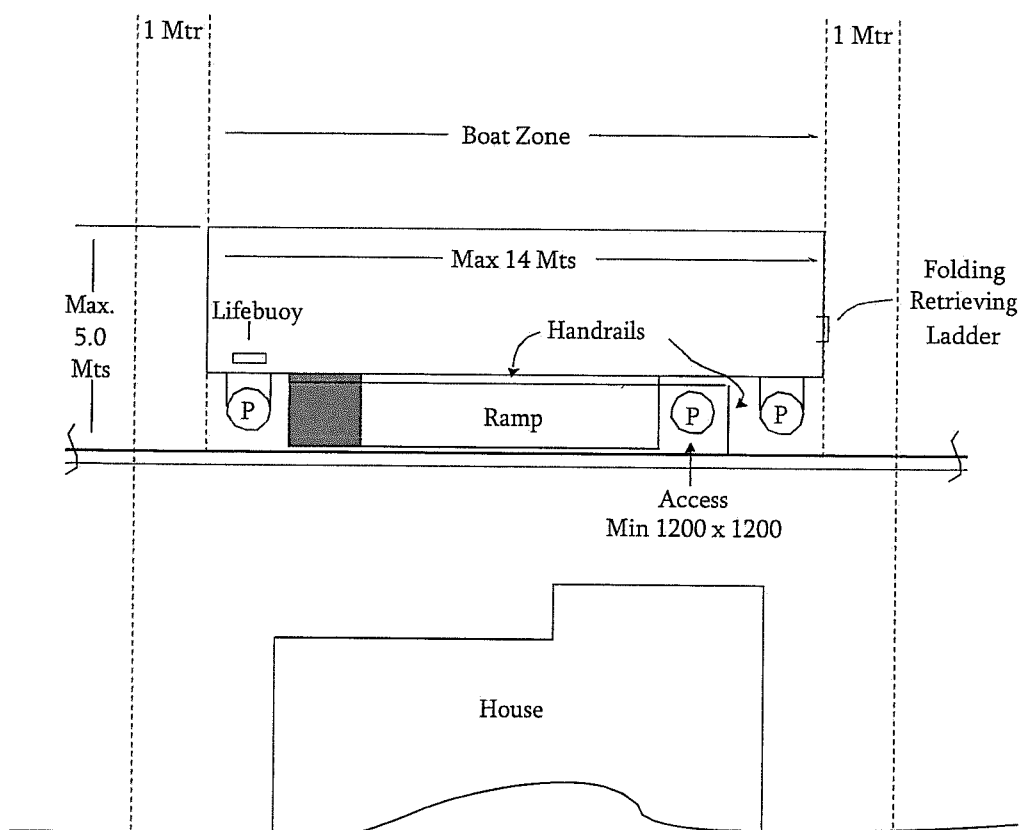 1 Mtr
1 Mtr
Boat Zone
Max 14 Mts
Folding
Retrieving
Ladder
Max.
5.0
Mts
Lifebuoy
Handrails
P
Ramp
P
P
Access
Min 1200 x 1200
House